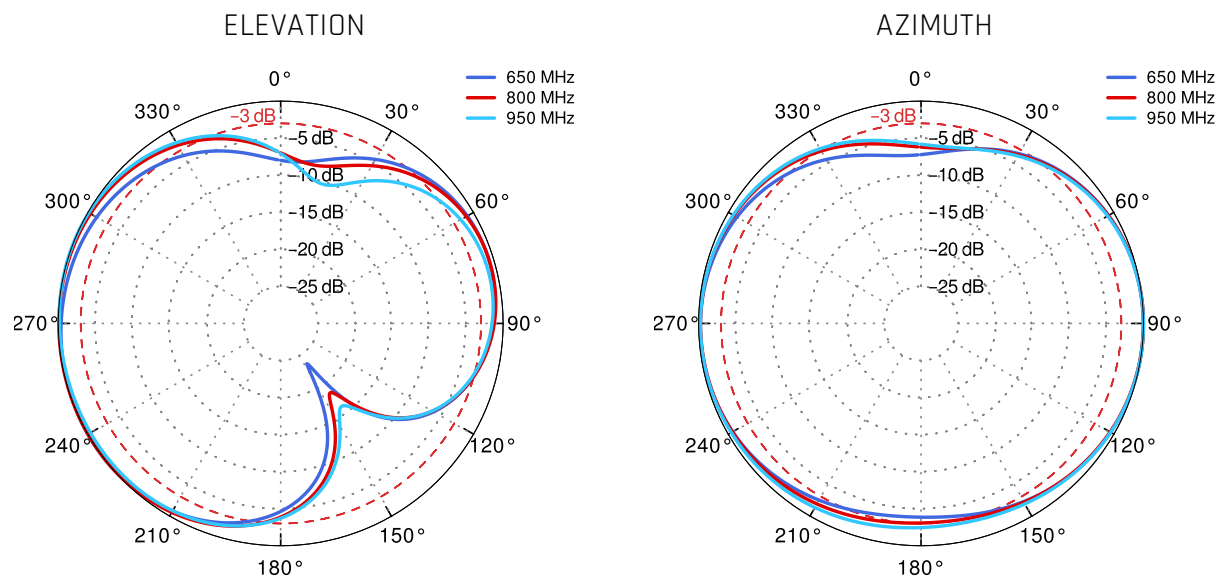 ELEVATION
0°
30°
60°
90°
120°
150°
180°
210°
240°
270°
300°
330°
−3 dB
−5 dB
−10 dB
−15 dB
−20 dB
−25 dB
650 MHz
800 MHz
950 MHz
AZIMUTH
0°
30°
60°
90°
120°
150°
180°
210°
240°
270°
300°
330°
−3 dB
−5 dB
−10 dB
−15 dB
−20 dB
−25 dB
650 MHz
800 MHz
950 MHz